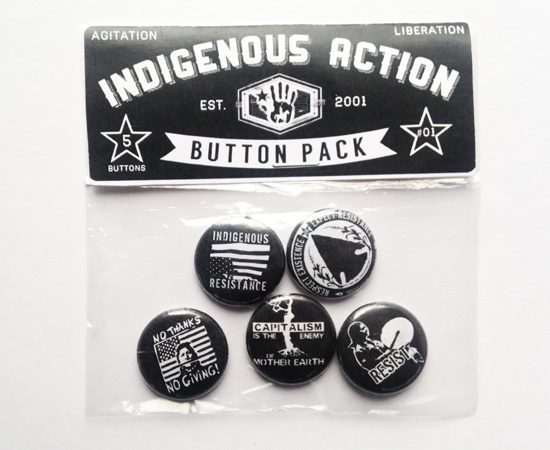 AGITATION
LIBERATION
INDIGENOUS ACTION
EST. 2001
5
BUTTONS
BUTTON PACK
#01
INDIGENOUS
RESISTANCE
EXPECT RESISTANCE
RESPECT EXISTENCE
NO THANKS
NO GIVING!
CAPITALISM
IS THE ENEMY
OF
MOTHER EARTH
RESIST